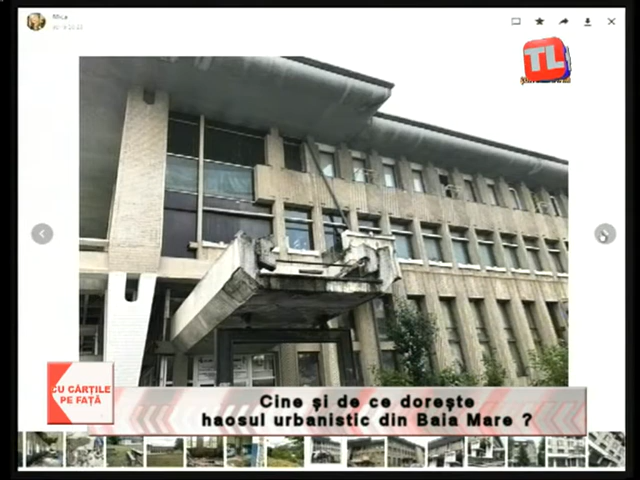 TL
CU CĂRȚILE
PE FAȚĂ
Cine și de ce dorește
haosul urbanistic din Baia Mare ?